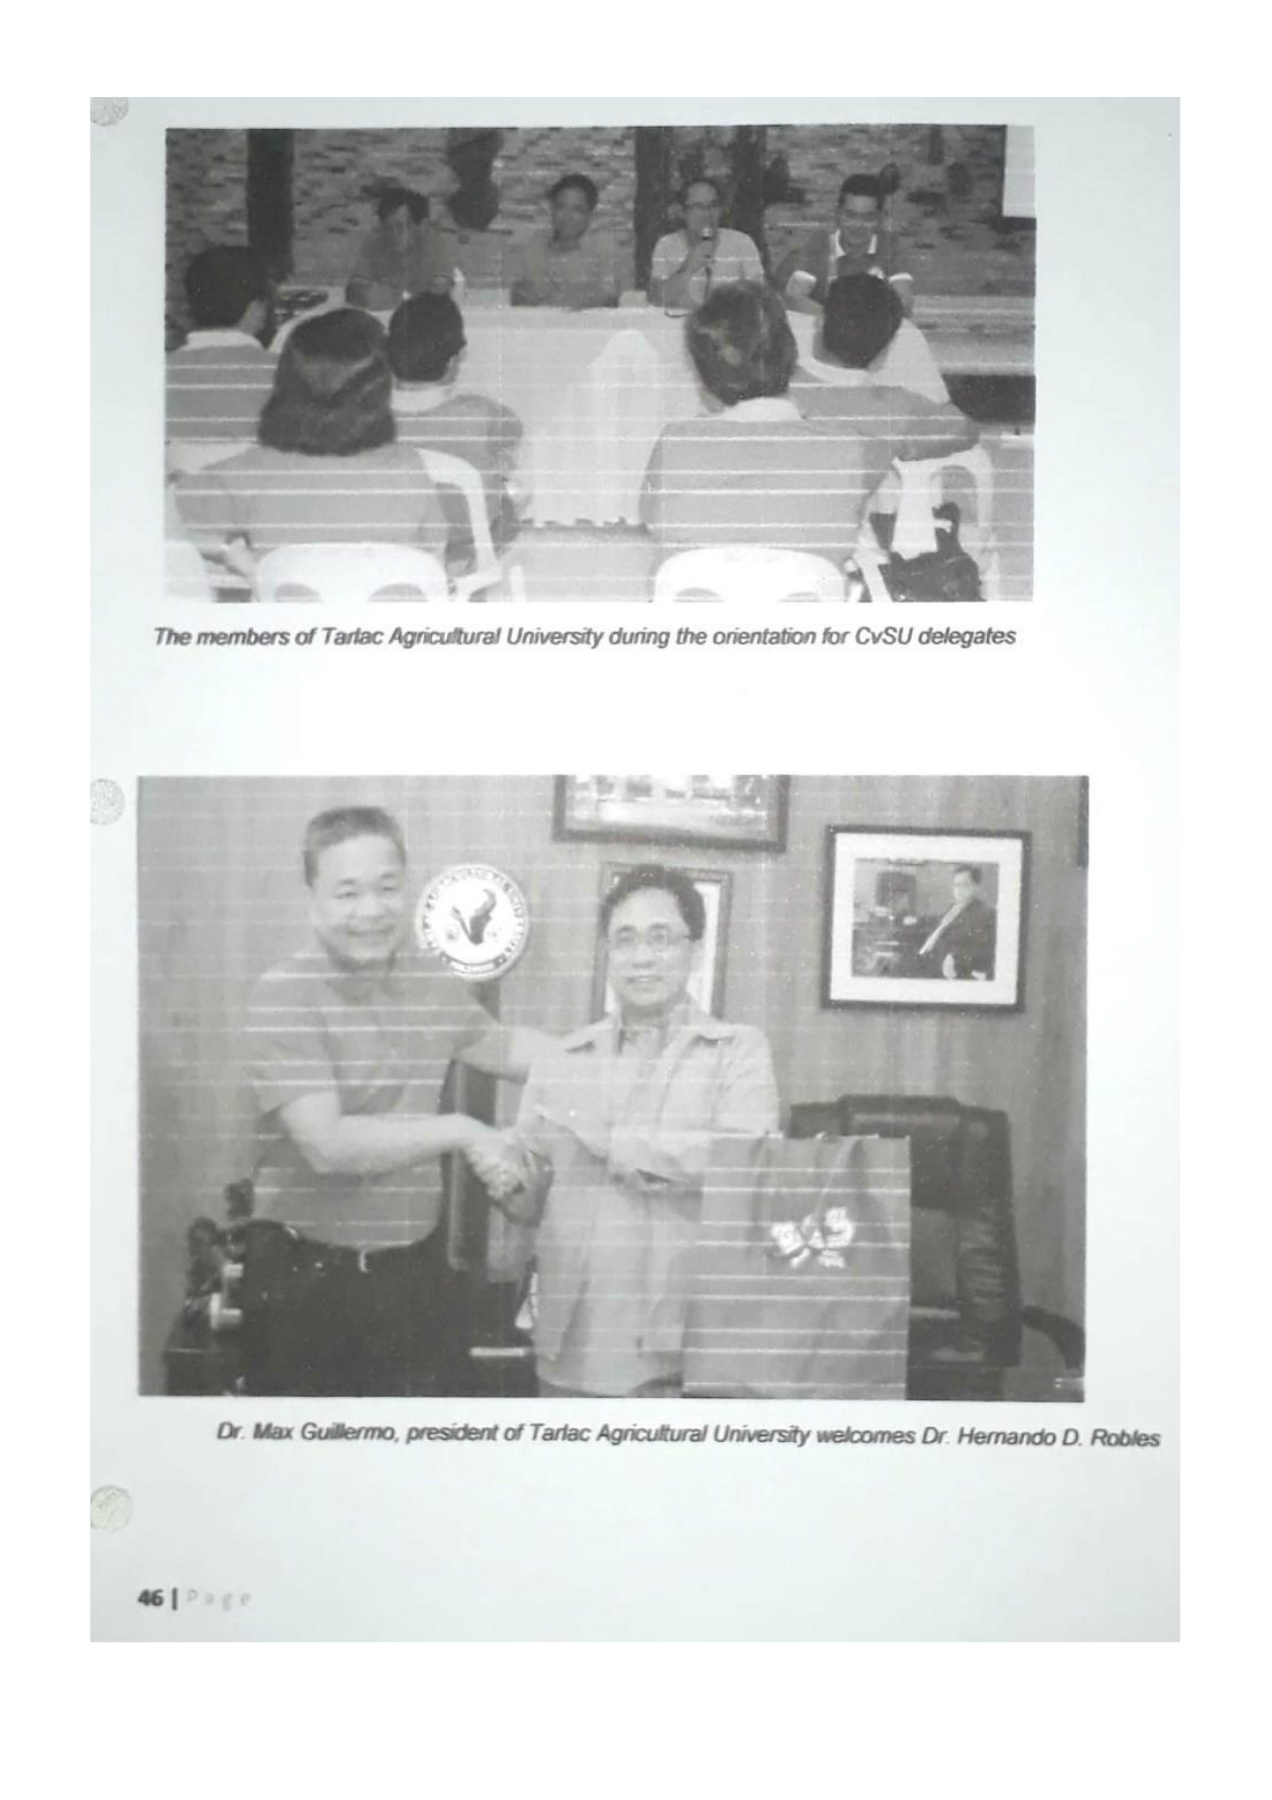 The members of Tarlac Agricultural University during the orientation for CvSU delegates
Dr. Max Guillermo, president of Tarlac Agricultural University welcomes Dr. Hernando D. Robles
46 | Page